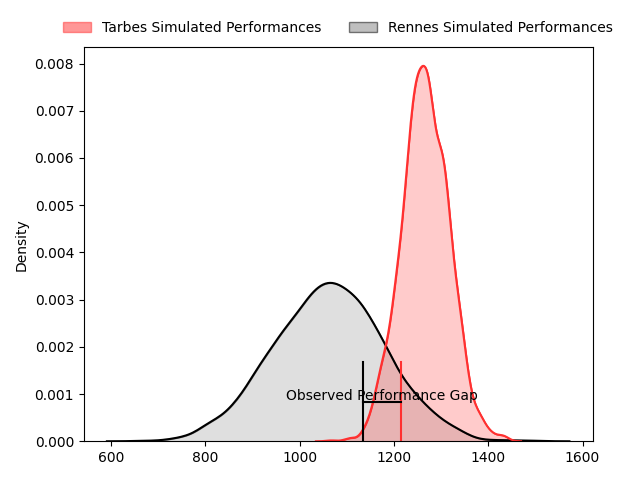 Tarbes Simulated Performances Rennes Simulated Performances
0.008
0.007
0.006
0.005
0.004
0.003
0.002
0.001
0.000
Density
Observed Performance Gap
600 800 1000 1200 1400 1600